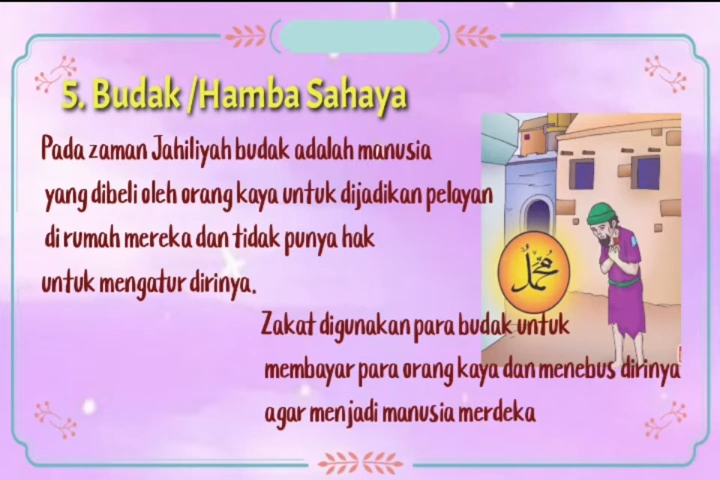 5. Budak /Hamba Sahaya
Pada zaman Jahiliyah budak adalah manusia
yang dibeli oleh orang kaya untuk dijadikan pelayan
di rumah mereka dan tidak punya hak
untuk mengatur dirinya.
محمد
Zakat digunakan para budak untuk
membayar para orang kaya dan menebus dirinya
agar menjadi manusia merdeka